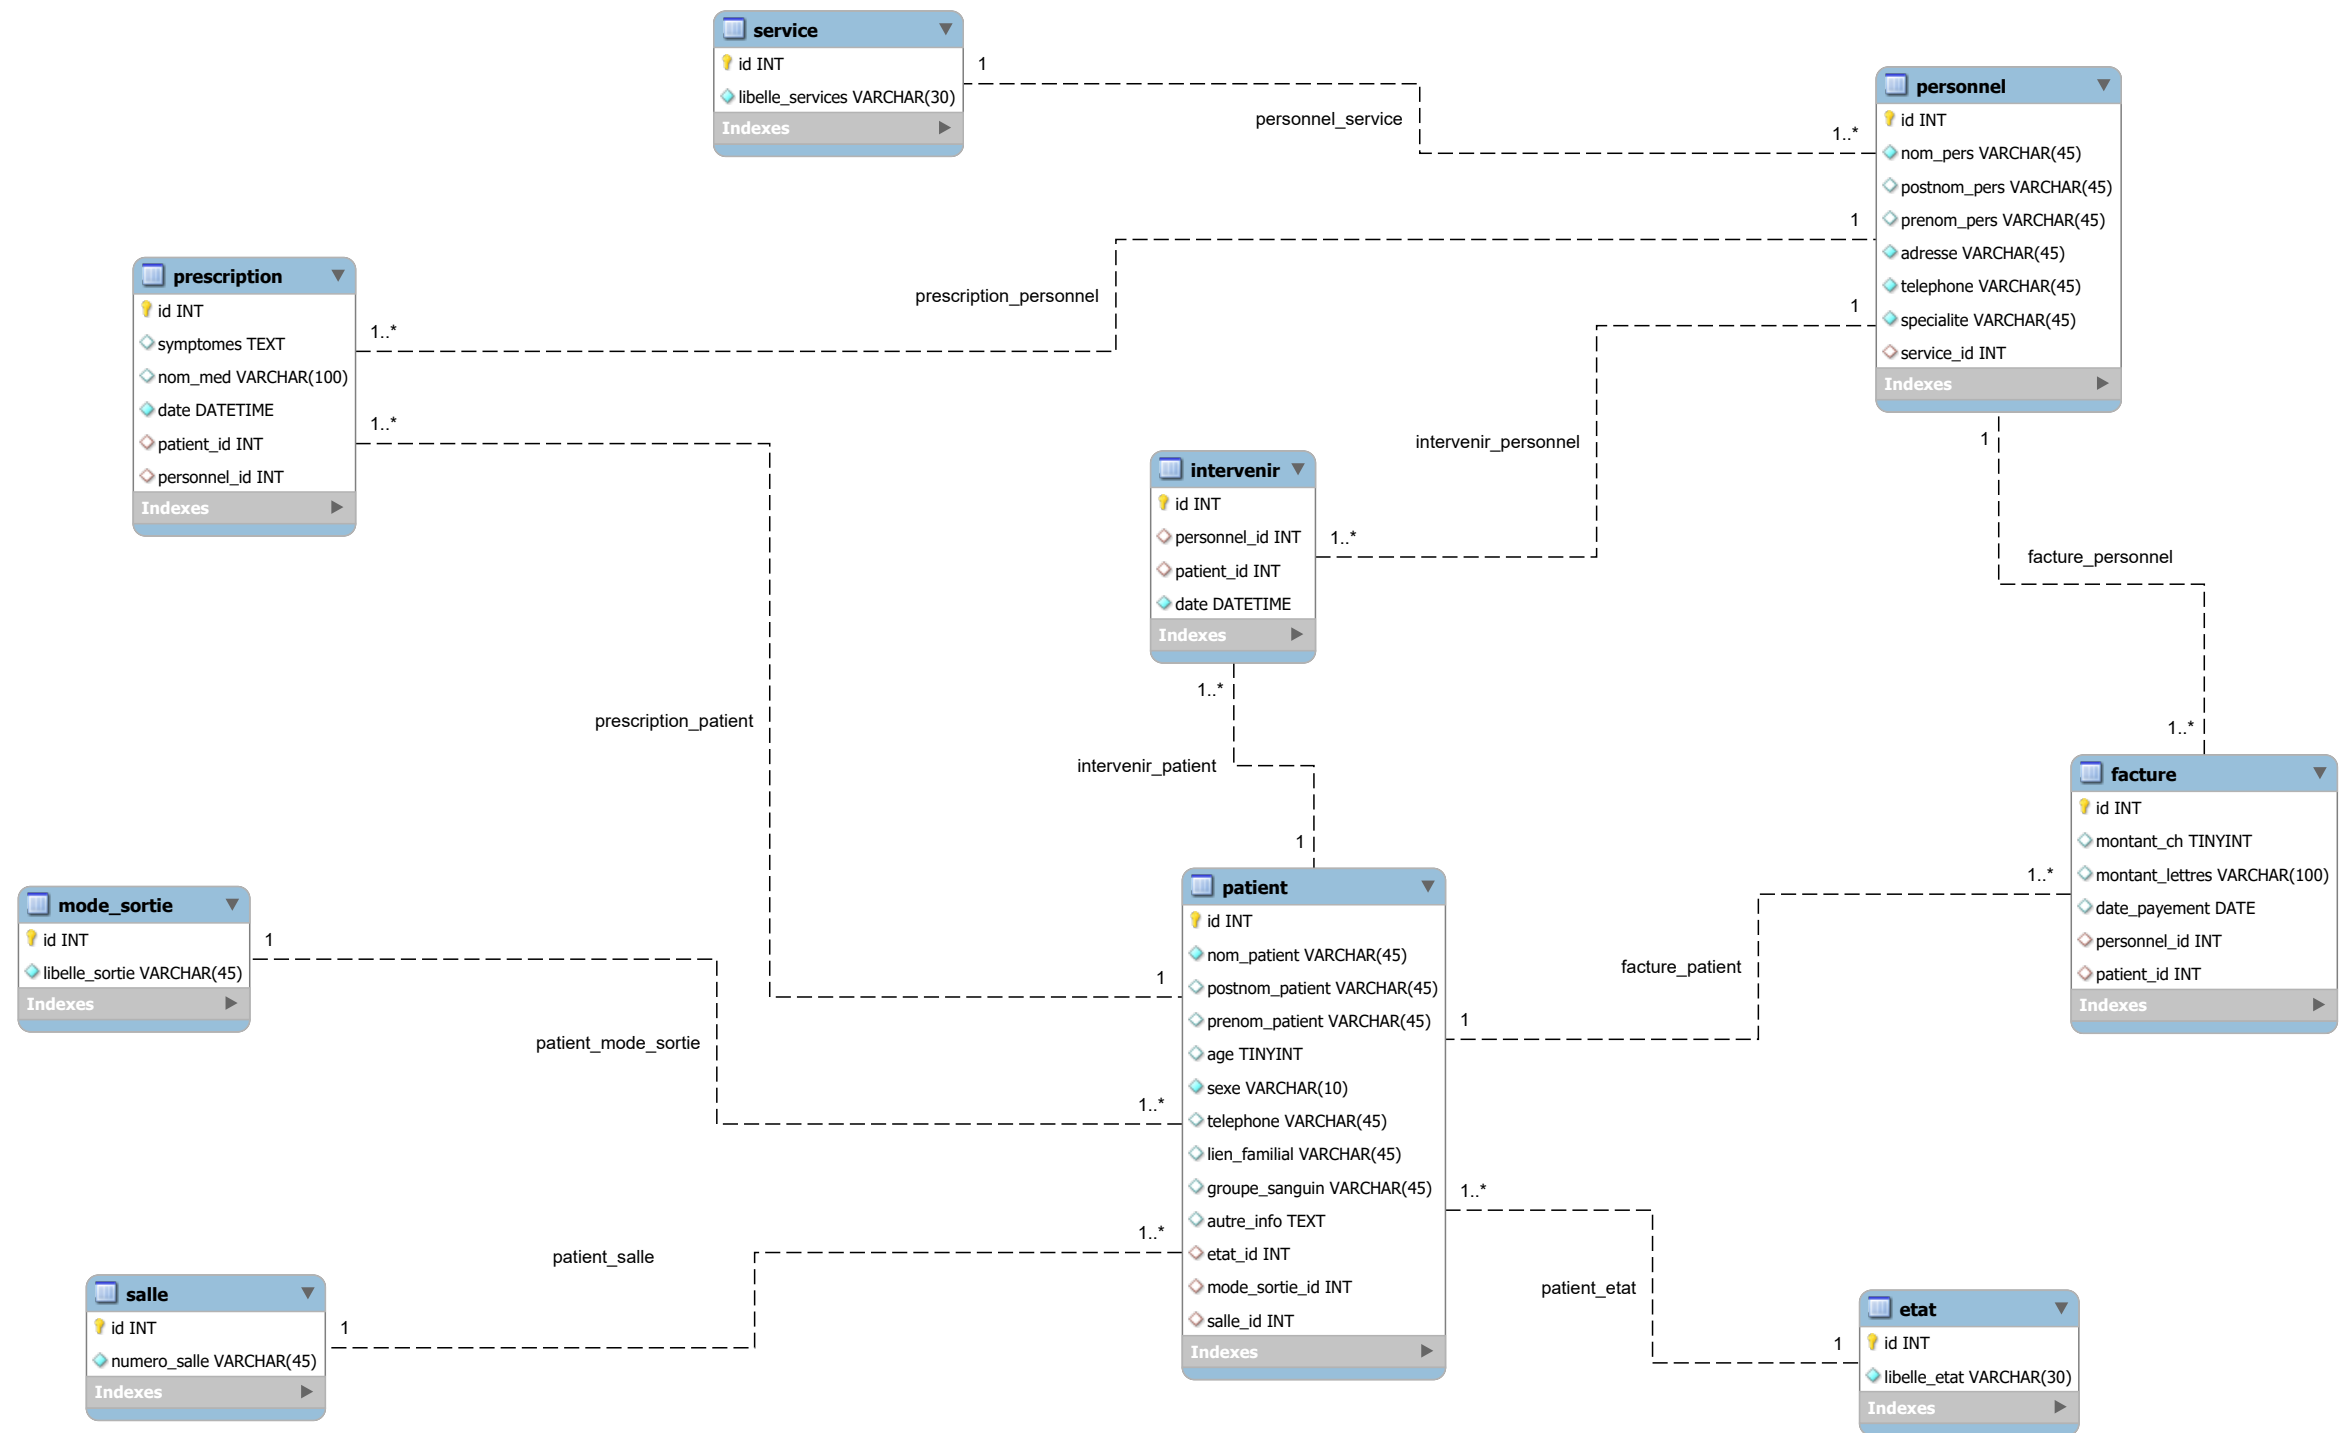 service
id INT
libelle_services VARCHAR(30)
Indexes
1
personnel_service
1..*
personnel
id INT
nom_pers VARCHAR(45)
postnom_pers VARCHAR(45)
prenom_pers VARCHAR(45)
adresse VARCHAR(45)
telephone VARCHAR(45)
specialite VARCHAR(45)
service_id INT
Indexes
1
1
1
prescription
id INT
symptomes TEXT
nom_med VARCHAR(100)
date DATETIME
patient_id INT
personnel_id INT
Indexes
1..*
1..*
prescription_personnel
intervenir_personnel
intervenir
id INT
personnel_id INT
patient_id INT
date DATETIME
Indexes
1..*
1..*
facture_personnel
prescription_patient
intervenir_patient
1
1..*
facture
id INT
montant_ch TINYINT
montant_lettres VARCHAR(100)
date_payement DATE
personnel_id INT
patient_id INT
Indexes
1..*
facture_patient
mode_sortie
id INT
libelle_sortie VARCHAR(45)
Indexes
1
patient_mode_sortie
patient
id INT
nom_patient VARCHAR(45)
postnom_patient VARCHAR(45)
prenom_patient VARCHAR(45)
age TINYINT
sexe VARCHAR(10)
telephone VARCHAR(45)
lien_familial VARCHAR(45)
groupe_sanguin VARCHAR(45)
autre_info TEXT
etat_id INT
mode_sortie_id INT
salle_id INT
Indexes
1
1
1..*
1..*
1..*
patient_salle
salle
id INT
numero_salle VARCHAR(45)
Indexes
1
patient_etat
1
etat
id INT
libelle_etat VARCHAR(30)
Indexes